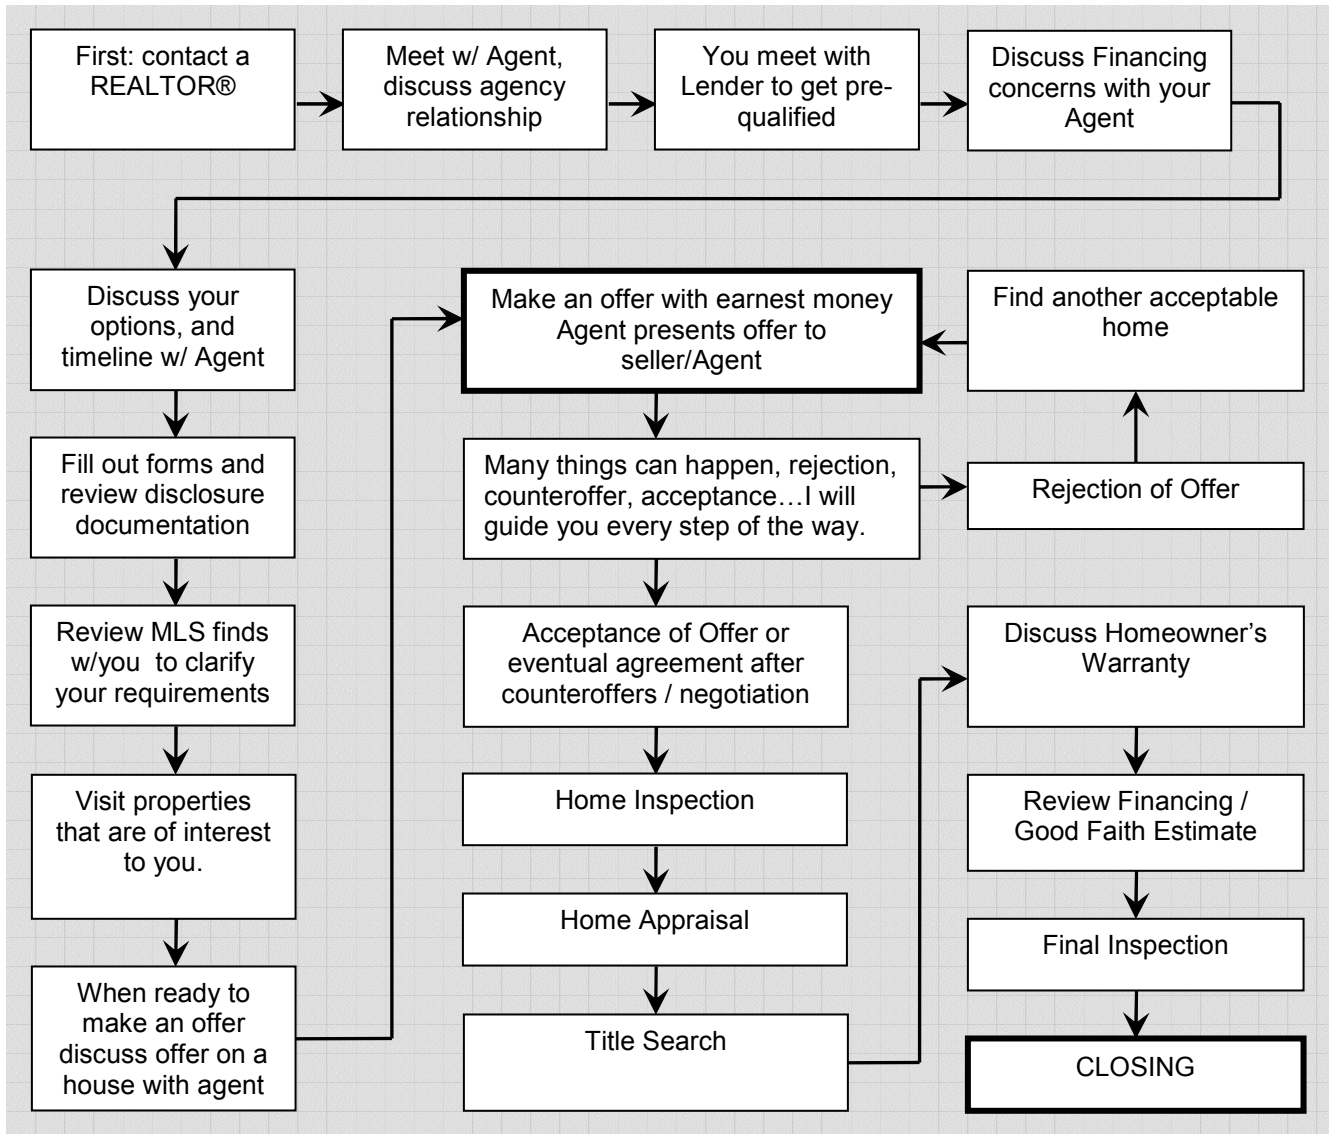 First: contact a
REALTOR®
Meet w/ Agent,
discuss agency
relationship
You meet with
Lender to get pre-
qualified
Discuss Financing
concerns with your
Agent
Discuss your
options, and
timeline w/ Agent
Fill out forms and
review disclosure
documentation
Review MLS finds
w/you  to clarify
your requirements
Visit properties
that are of interest
to you.
When ready to
make an offer
discuss offer on a
house with agent
Make an offer with earnest money
Agent presents offer to
seller/Agent
Many things can happen, rejection,
counteroffer, acceptance…I will
guide you every step of the way.
Rejection of Offer
Find another acceptable
home
Acceptance of Offer or
eventual agreement after
counteroffers / negotiation
Home Inspection
Home Appraisal
Title Search
Discuss Homeowner’s
Warranty
Review Financing /
Good Faith Estimate
Final Inspection
CLOSING